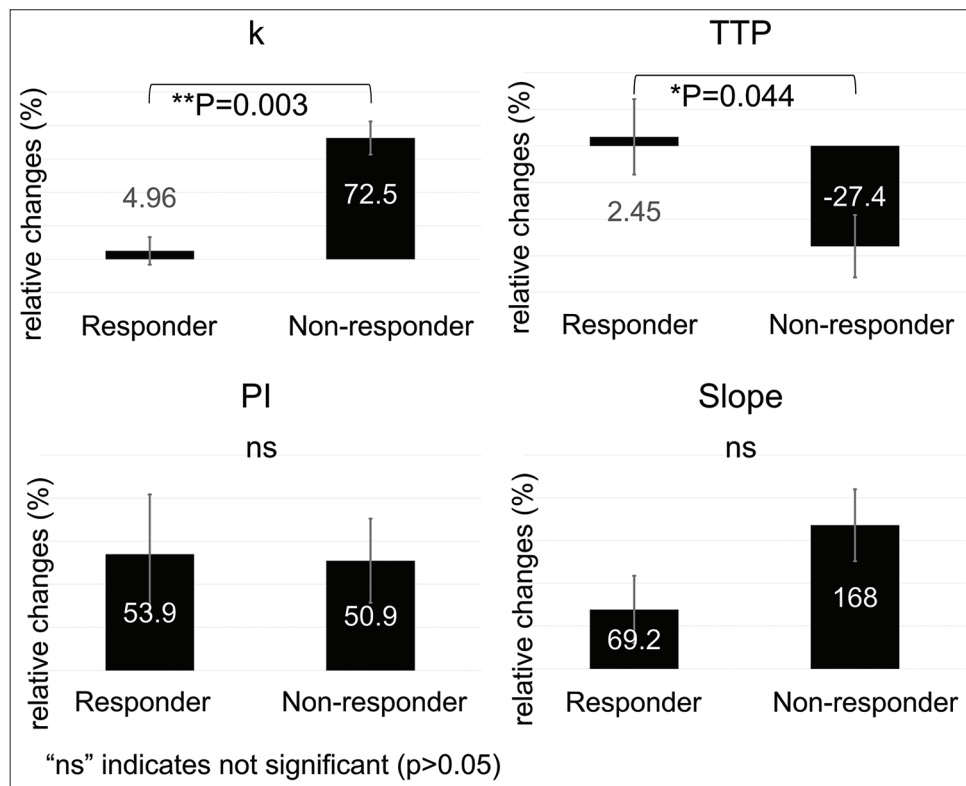 k
relative changes (%)
**P=0.003
4.96
72.5
Responder
Non-responder
TTP
relative changes (%)
*P=0.044
2.45
-27.4
Responder
Non-responder
PI
ns
relative changes (%)
53.9
50.9
Responder
Non-responder
Slope
ns
relative changes (%)
69.2
168
Responder
Non-responder
“ns” indicates not significant (p>0.05)